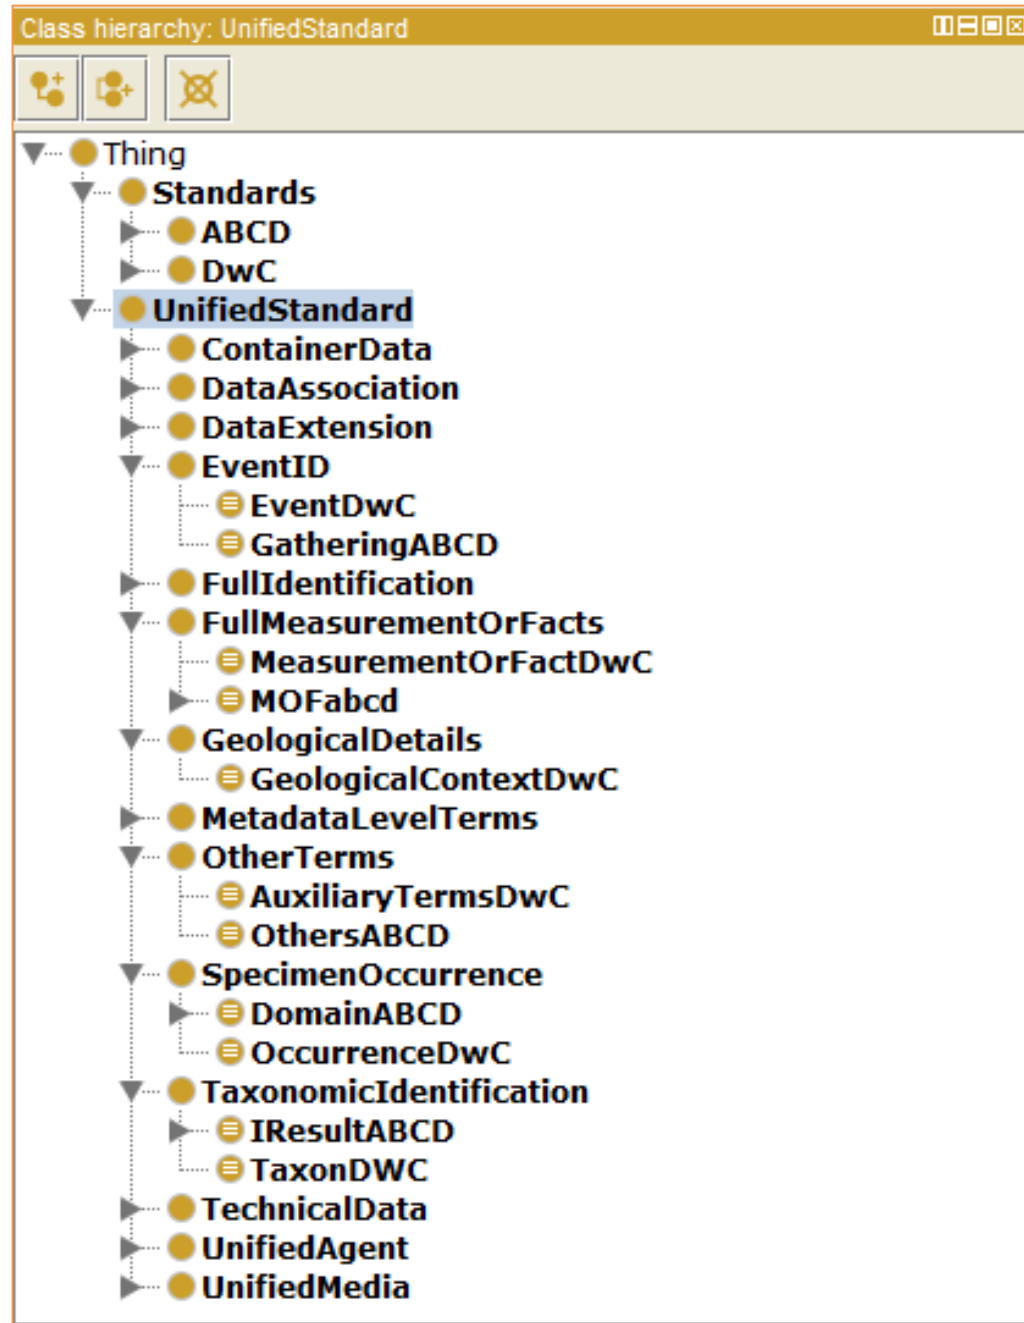 Class hierarchy: UnifiedStandard
Thing
Standards
ABCD
DwC
UnifiedStandard
ContainerData
DataAssociation
DataExtension
EventID
EventDwC
GatheringABCD
FullIdentification
FullMeasurementOrFacts
MeasurementOrFactDwC
MOFabcd
GeologicalDetails
GeologicalContextDwC
MetadataLevelTerms
OtherTerms
AuxiliaryTermsDwC
OthersABCD
SpecimenOccurrence
DomainABCD
OccurrenceDwC
TaxonomicIdentification
IResultABCD
TaxonDWC
TechnicalData
UnifiedAgent
UnifiedMedia